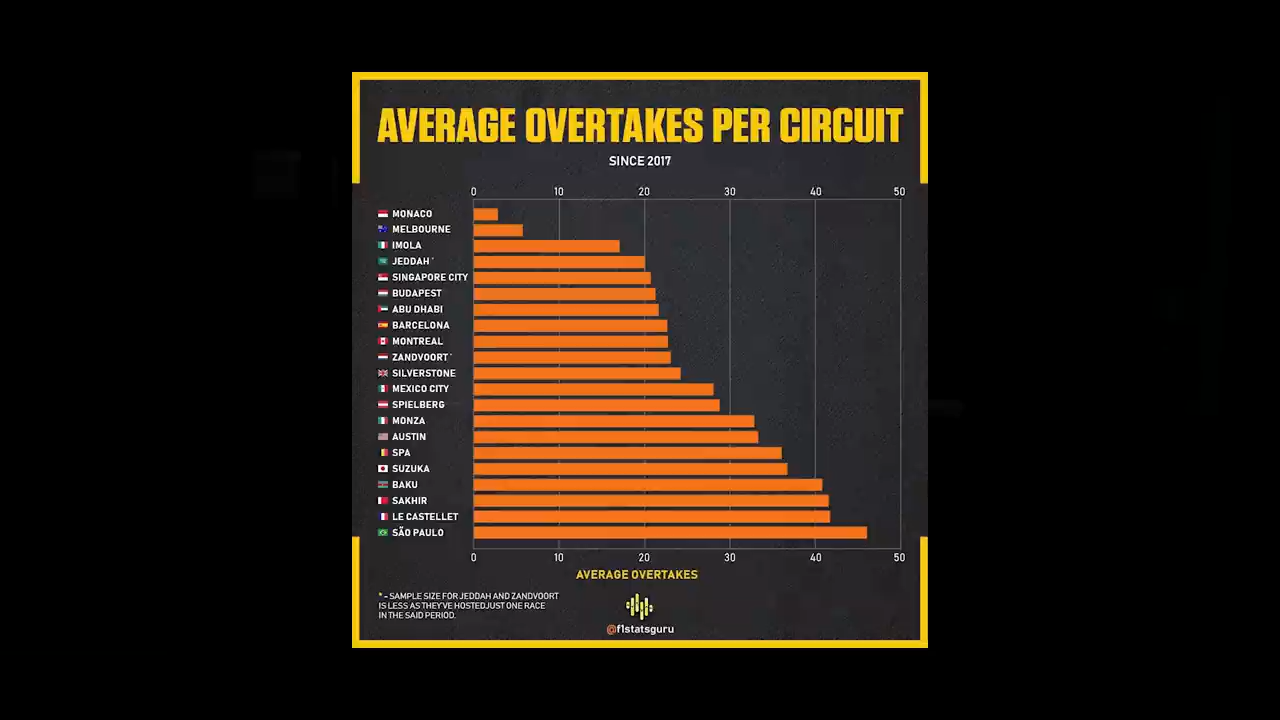 AVERAGE OVERTAKES PER CIRCUIT
SINCE 2017
0 10 20 30 40 50
MONACO
MELBOURNE
IMOLA
JEDDAH *
SINGAPORE CITY
BUDAPEST
ABU DHABI
BARCELONA
MONTREAL
ZANDVOORT *
SILVERSTONE
MEXICO CITY
SPIELBERG
MONZA
AUSTIN
SPA
SUZUKA
BAKU
SAKHIR
LE CASTELLET
SÃO PAULO
0 10 20 30 40 50
AVERAGE OVERTAKES
* - SAMPLE SIZE FOR JEDDAH AND ZANDVOORT
IS LESS AS THEY'VE HOSTEDJUST ONE RACE
IN THE SAID PERIOD.
@f1statsguru